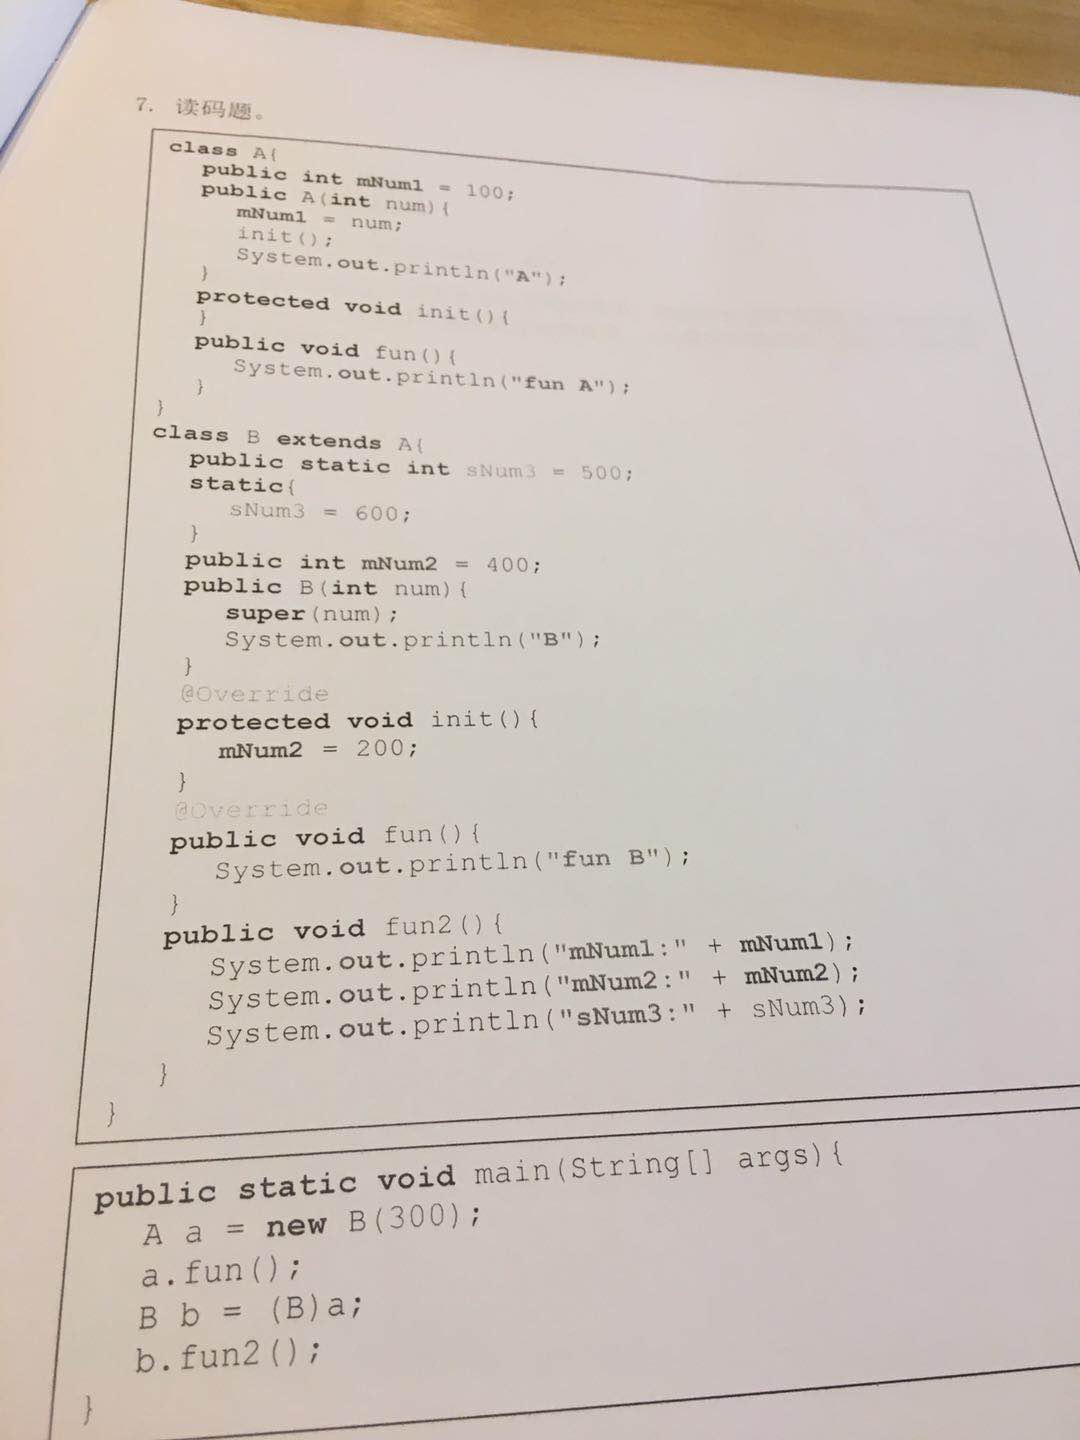 7. 读码题。
class A{
public int mNum1 = 100;
public A(int num){
mNum1 = num;
init();
System.out.println("A");
}
protected void init(){
}
public void fun(){
System.out.println("fun A");
}
}
class B extends A{
public static int sNum3 = 500;
static{
sNum3 = 600;
}
public int mNum2 = 400;
public B(int num){
super(num);
System.out.println("B");
}
@Override
protected void init(){
mNum2 = 200;
}
@Override
public void fun(){
System.out.println("fun B");
}
public void fun2(){
System.out.println("mNum1:" + mNum1);
System.out.println("mNum2:" + mNum2);
System.out.println("sNum3:" + sNum3);
}
}
public static void main(String[] args){
A a = new B(300);
a.fun();
B b = (B)a;
b.fun2();
}